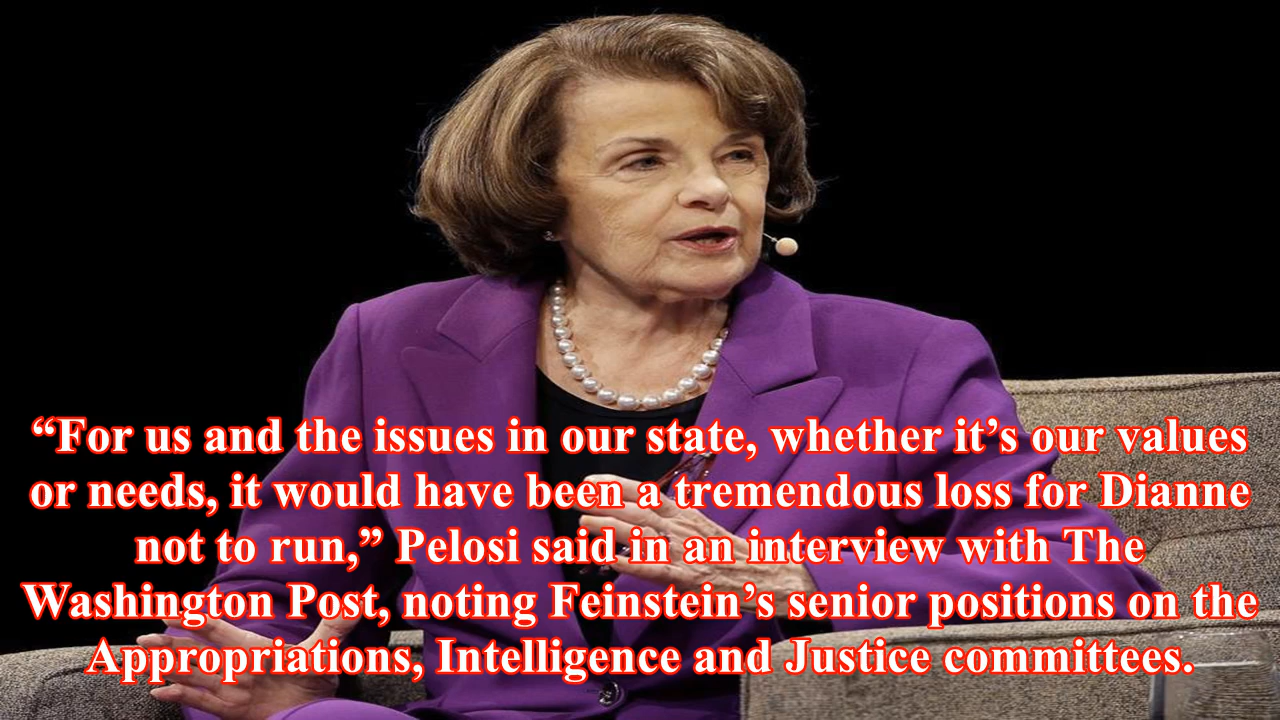 “For us and the issues in our state, whether it’s our values
or needs, it would have been a tremendous loss for Dianne
not to run,” Pelosi said in an interview with The
Washington Post, noting Feinstein’s senior positions on the
Appropriations, Intelligence and Justice committees.